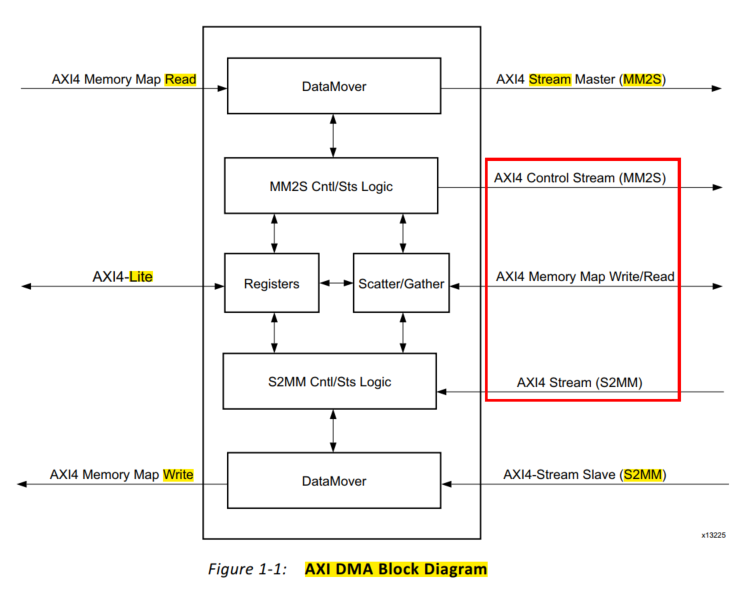 AXI4 Memory Map Read
DataMover
AXI4 Stream Master (MM2S)
MM2S Cntl/Sts Logic
AXI4 Control Stream (MM2S)
AXI4-Lite
Registers
Scatter/Gather
AXI4 Memory Map Write/Read
S2MM Cntl/Sts Logic
AXI4 Stream (S2MM)
AXI4 Memory Map Write
DataMover
AXI4-Stream Slave (S2MM)
x13225
Figure 1-1: AXI DMA Block Diagram